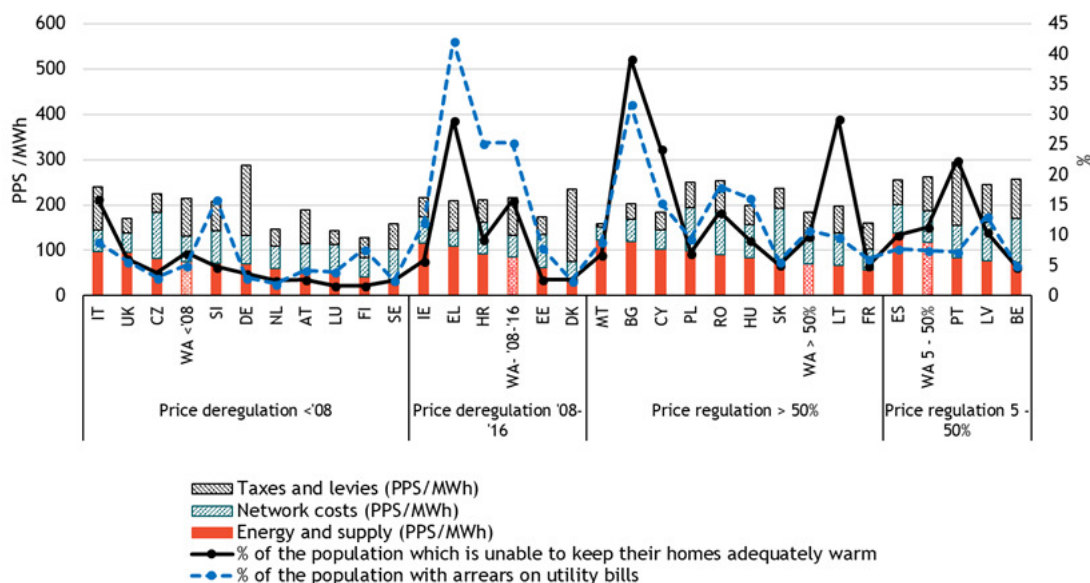 600
500
400
300
200
100
0
PPS /MWh
45
40
35
30
25
20
15
10
5
0
%
IT
UK
CZ
WA <'08
SI
DE
NL
AT
LU
FI
SE
IE
EL
HR
WA- '08-'16
EE
DK
MT
BG
CY
PL
RO
HU
SK
WA > 50%
LT
FR
ES
WA 5 - 50%
PT
LV
BE
Price deregulation <'08
Price deregulation '08-
'16
Price regulation > 50%
Price regulation 5 -
50%
Taxes and levies (PPS/MWh)
Network costs (PPS/MWh)
Energy and supply (PPS/MWh)
% of the population which is unable to keep their homes adequately warm
% of the population with arrears on utility bills